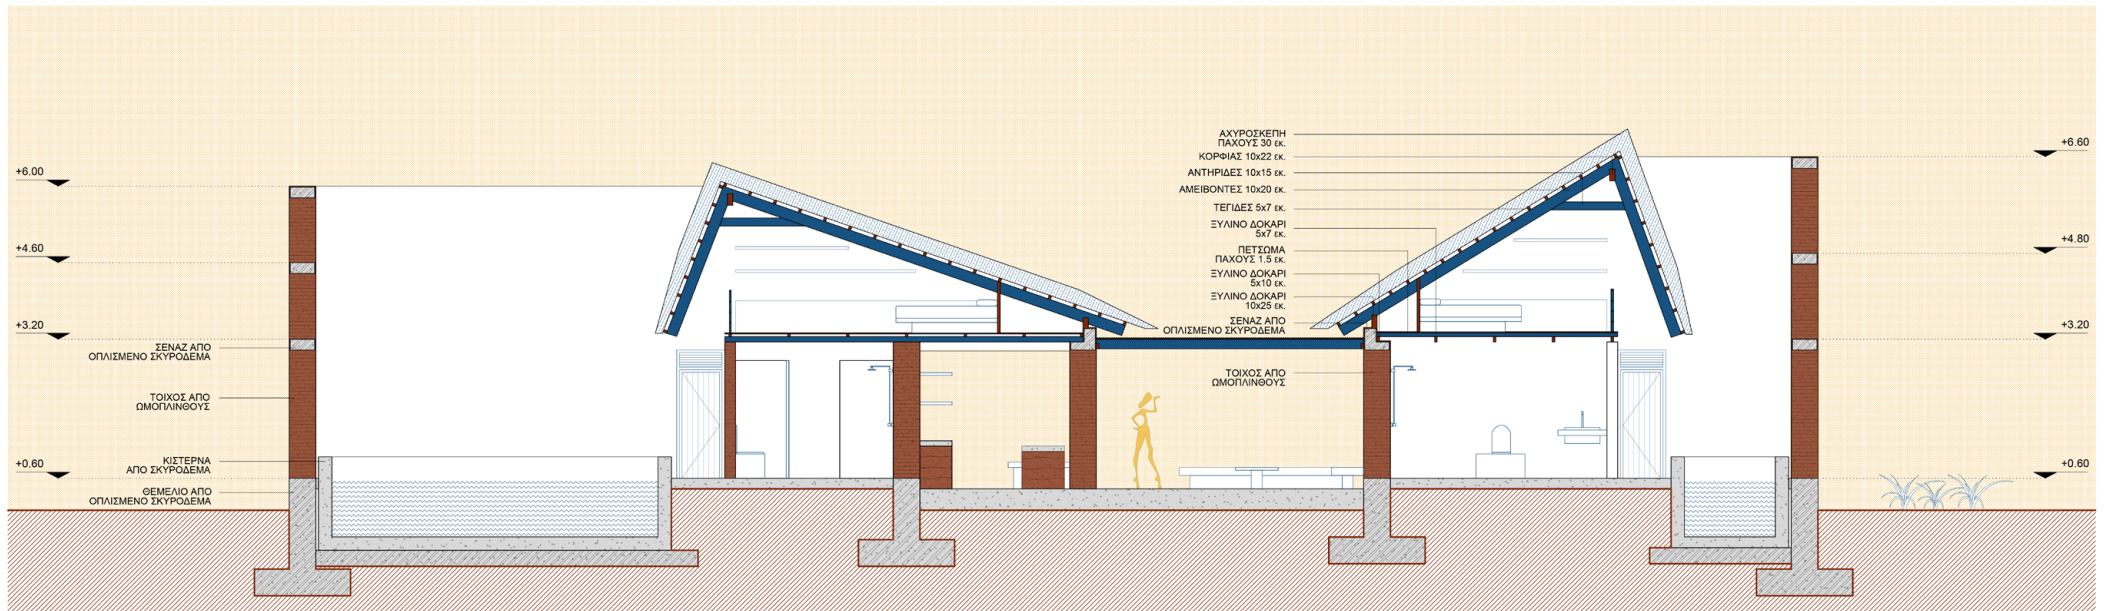 +6.00
+4.60
+3.20
ΣΕΝΑΖ ΑΠΟ
ΟΠΛΙΣΜΕΝΟ ΣΚΥΡΟΔΕΜΑ
ΤΟΙΧΟΣ ΑΠΟ
ΩΜΟΠΛΙΝΘΟΥΣ
ΚΙΣΤΕΡΝΑ
ΑΠΟ ΣΚΥΡΟΔΕΜΑ
+0.60
ΘΕΜΕΛΙΟ ΑΠΟ
ΟΠΛΙΣΜΕΝΟ ΣΚΥΡΟΔΕΜΑ
ΑΧΥΡΟΣΚΕΠΗ
ΠΑΧΟΥΣ 30 εκ.
ΚΟΡΦΙΑΣ 10x22 εκ.
ΑΝΤΗΡΙΔΕΣ 10x15 εκ.
ΑΜΕΙΒΟΝΤΕΣ 10x20 εκ.
ΤΕΓΙΔΕΣ 5x7 εκ.
ΞΥΛΙΝΟ ΔΟΚΑΡΙ
5x7 εκ.
ΠΕΤΣΩΜΑ
ΠΑΧΟΥΣ 1.5 εκ.
ΞΥΛΙΝΟ ΔΟΚΑΡΙ
5x10 εκ.
ΞΥΛΙΝΟ ΔΟΚΑΡΙ
10x25 εκ.
ΣΕΝΑΖ ΑΠΟ
ΟΠΛΙΣΜΕΝΟ ΣΚΥΡΟΔΕΜΑ
ΤΟΙΧΟΣ ΑΠΟ
ΩΜΟΠΛΙΝΘΟΥΣ
+6.60
+4.80
+3.20
+0.60